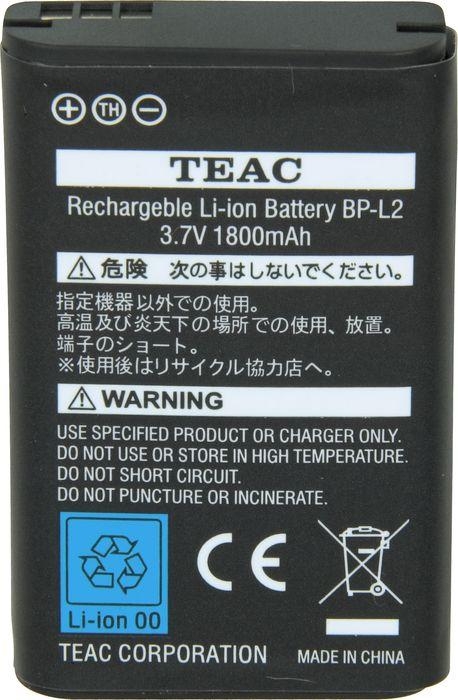 + TH -
TEAC
Rechargeble Li-ion Battery BP-L2
3.7V 1800mAh
⚠危険 次の事はしないでください。
指定機器以外での使用。
高温及び炎天下の場所での使用、放置。
端子のショート。
※使用後はリサイクル協力店へ。
⚠WARNING
USE SPECIFIED PRODUCT OR CHARGER ONLY.
DO NOT USE OR STORE IN HIGH TEMPERATURE.
DO NOT SHORT CIRCUIT.
DO NOT PUNCTURE OR INCINERATE.
CE
Li-ion 00
TEAC CORPORATION
MADE IN CHINA